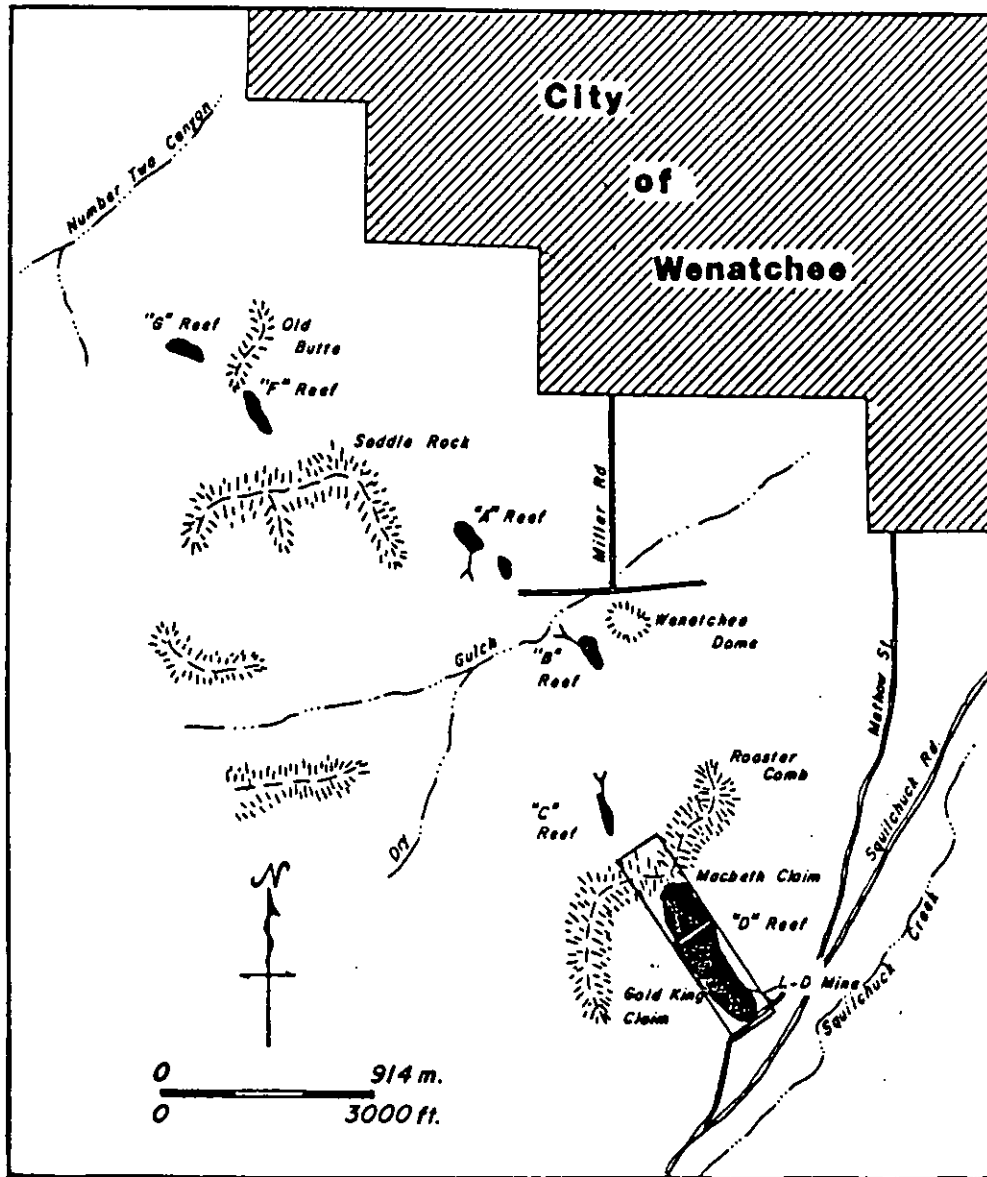 City
of
Wenatchee
Number Two Canyon
"G" Reef
Old
Butte
"F" Reef
Saddle Rock
"A" Reef
Miller Rd
Wenatchee
Dome
"B"
Reef
Gulch
Dry
Methow St.
Squilchuck Rd.
Squilchuck Creek
Rooster
Comb
"C"
Reef
Macbeth Claim
"D" Reef
L-D Mine
Gold King
Claim
N
0 914 m.
0 3000 ft.